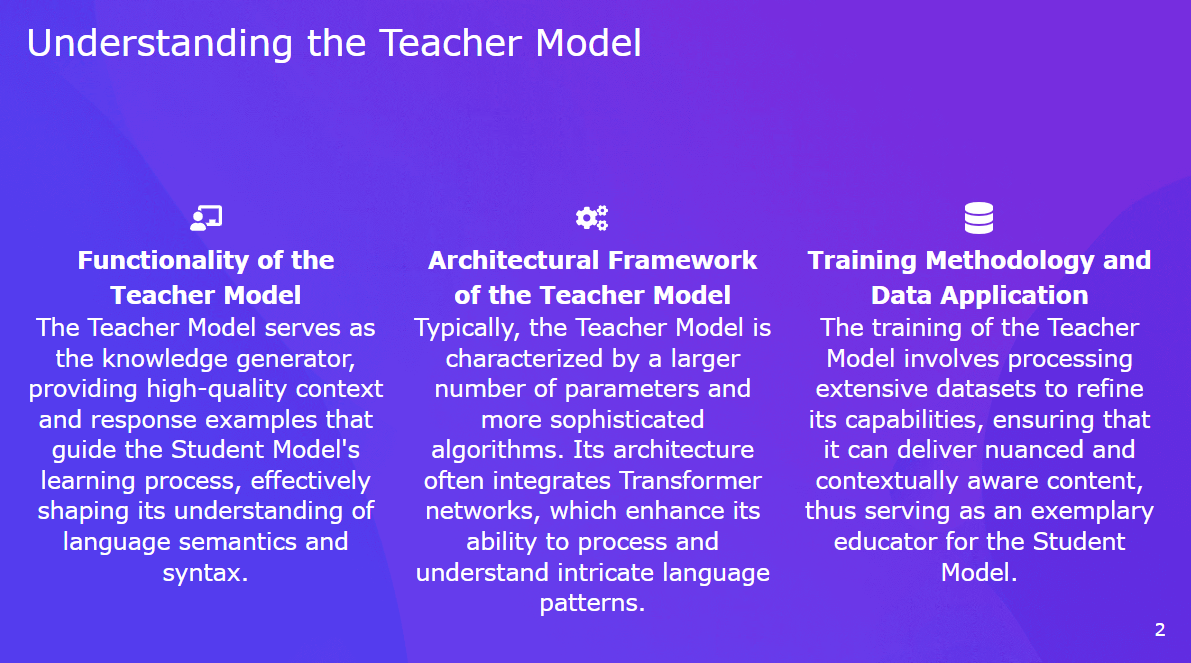 Understanding the Teacher Model
Functionality of the
Teacher Model
The Teacher Model serves as
the knowledge generator,
providing high-quality context
and response examples that
guide the Student Model's
learning process, effectively
shaping its understanding of
language semantics and
syntax.
Architectural Framework
of the Teacher Model
Typically, the Teacher Model is
characterized by a larger
number of parameters and
more sophisticated
algorithms. Its architecture
often integrates Transformer
networks, which enhance its
ability to process and
understand intricate language
patterns.
Training Methodology and
Data Application
The training of the Teacher
Model involves processing
extensive datasets to refine
its capabilities, ensuring that
it can deliver nuanced and
contextually aware content,
thus serving as an exemplary
educator for the Student
Model.
2